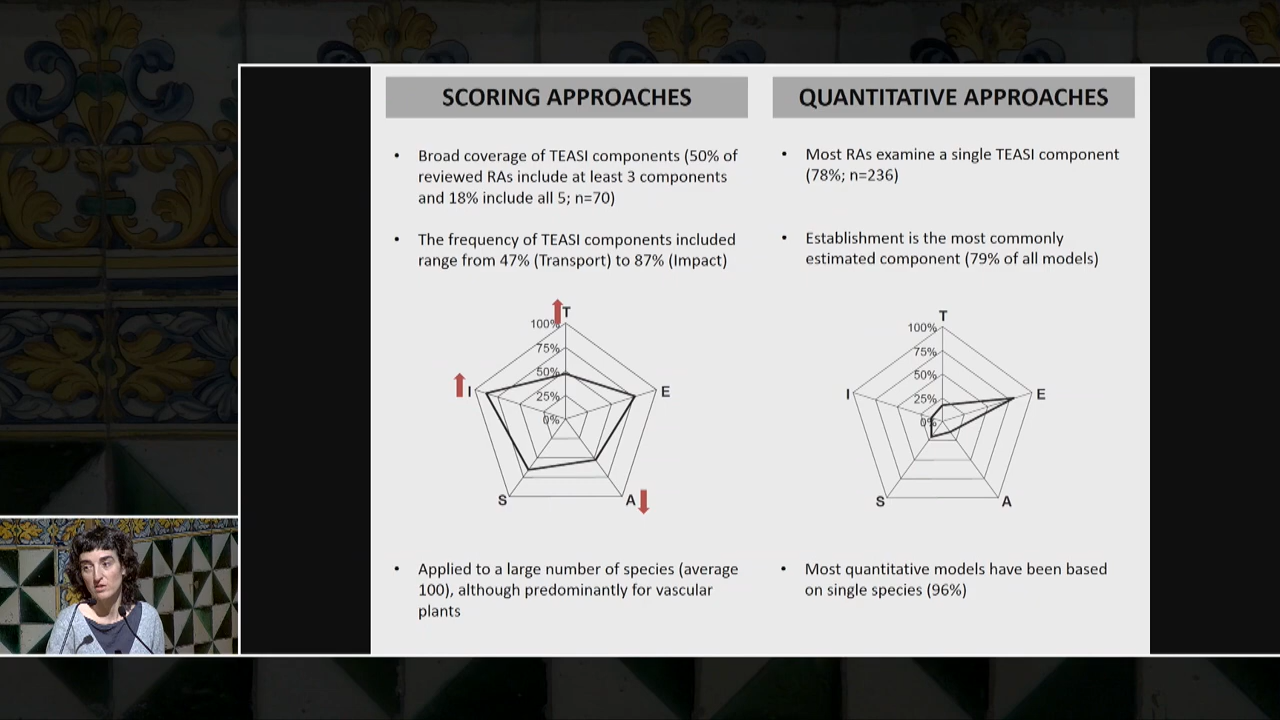 SCORING APPROACHES
• Broad coverage of TEASI components (50% of
reviewed RAs include at least 3 components
and 18% include all 5; n=70)
• The frequency of TEASI components included
range from 47% (Transport) to 87% (Impact)
T
100%
75%
50%
25%
0%
I
E
S
A
• Applied to a large number of species (average
100), although predominantly for vascular
plants
QUANTITATIVE APPROACHES
• Most RAs examine a single TEASI component
(78%; n=236)
• Establishment is the most commonly
estimated component (79% of all models)
T
100%
75%
50%
25%
0%
I
E
S
A
• Most quantitative models have been based
on single species (96%)